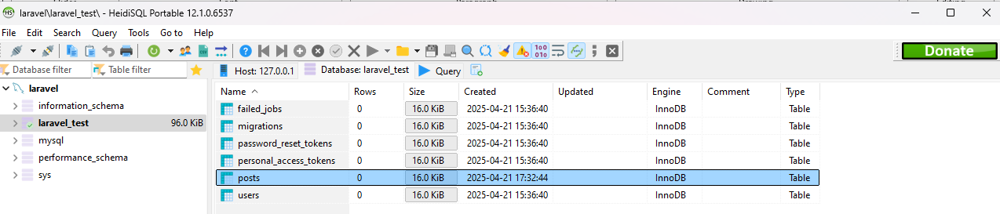 laravel\laravel_test\ - HeidiSQL Portable 12.1.0.6537
File Edit Search Query Tools Go to Help
Donate
Database filter Table filter Host: 127.0.0.1 Database: laravel_test Query
laravel
information_schema
laravel_test 96.0 KiB
mysql
performance_schema
sys
Name Rows Size Created Updated Engine Comment Type
failed_jobs 0 16.0 KiB 2025-04-21 15:36:40 InnoDB Table
migrations 0 16.0 KiB 2025-04-21 15:36:40 InnoDB Table
password_reset_tokens 0 16.0 KiB 2025-04-21 15:36:40 InnoDB Table
personal_access_tokens 0 16.0 KiB 2025-04-21 15:36:40 InnoDB Table
posts 0 16.0 KiB 2025-04-21 17:32:44 InnoDB Table
users 0 16.0 KiB 2025-04-21 15:36:40 InnoDB Table